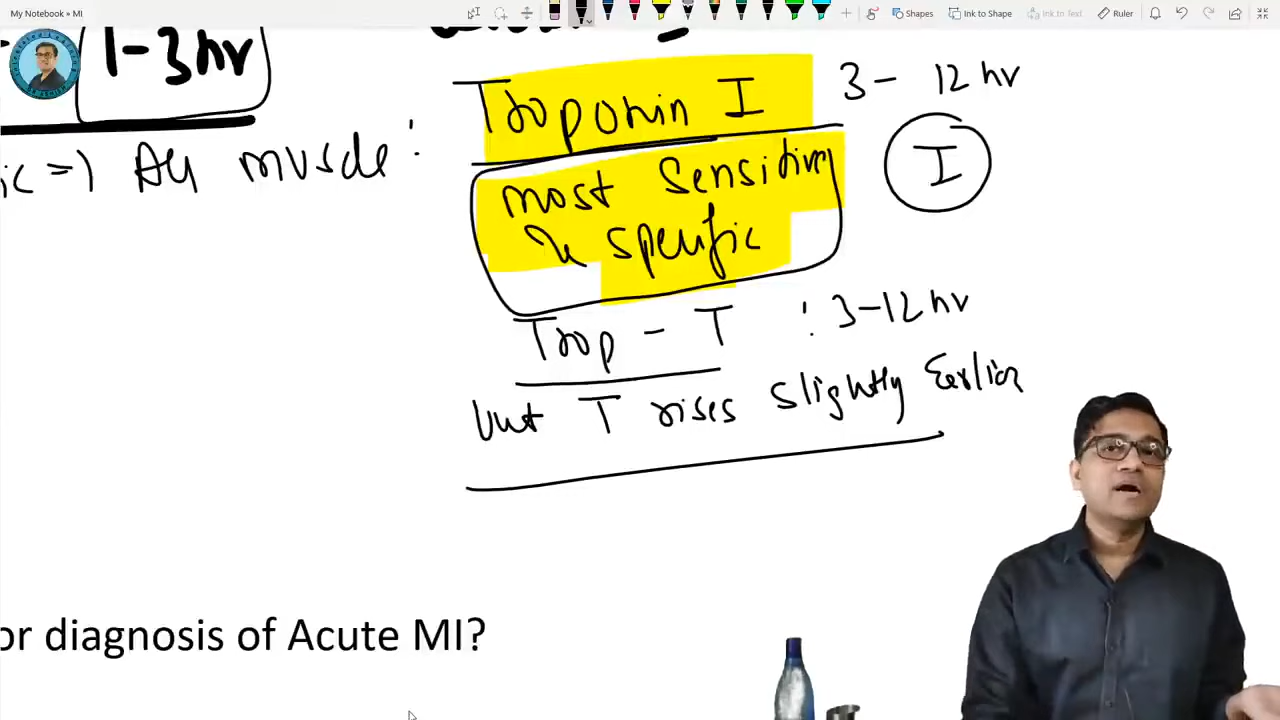 My Notebook » MI
Shapes
Ink to Shape
Ink to Text
Ruler
1-3hr
ic => All muscle :
Troponin I 3 - 12 hr
I
most Sensitive
& specific
Trop - T : 3-12 hr
but T rises slightly Earlier
or diagnosis of Acute MI?